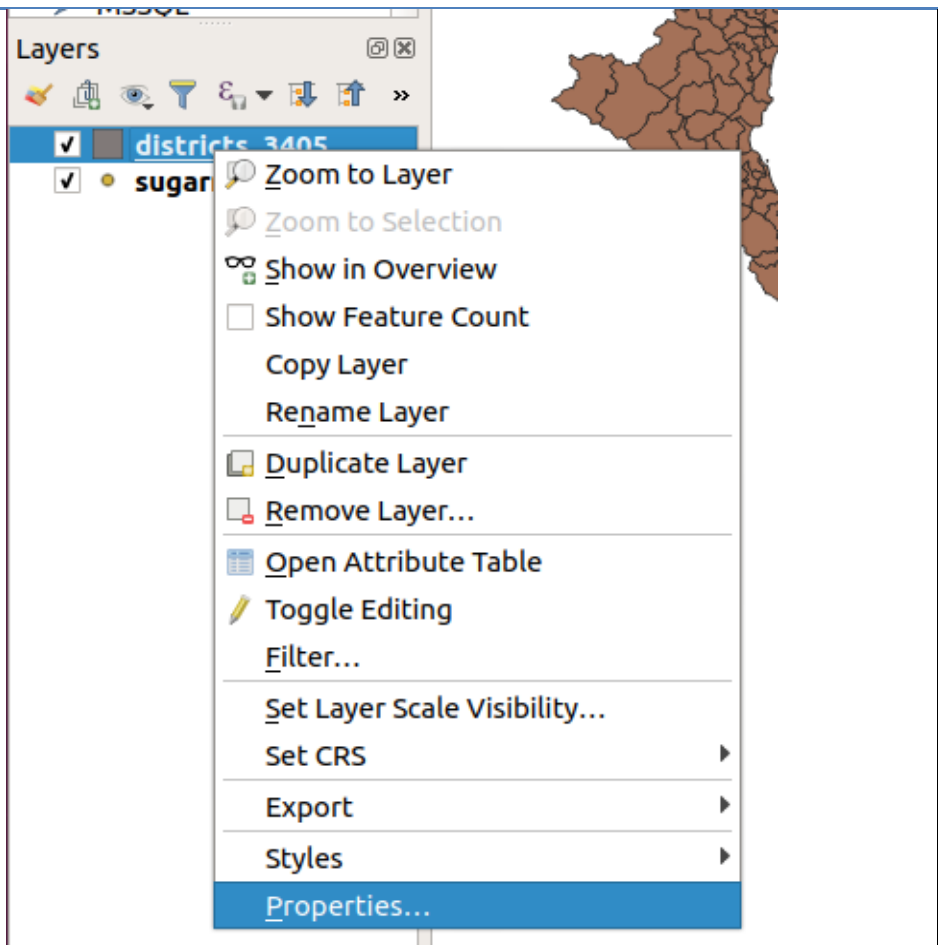 MSSQL
Layers
districts_3405
sugar
Zoom to Layer
Zoom to Selection
Show in Overview
Show Feature Count
Copy Layer
Rename Layer
Duplicate Layer
Remove Layer...
Open Attribute Table
Toggle Editing
Filter...
Set Layer Scale Visibility...
Set CRS
Export
Styles
Properties...